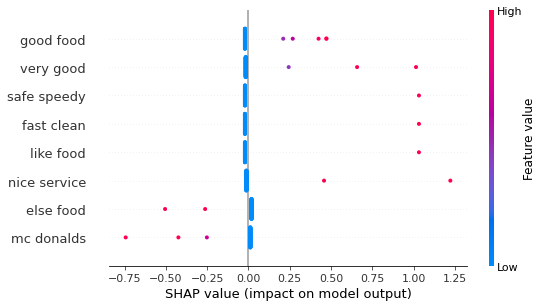 High
good food
very good
safe speedy
fast clean
like food
nice service
else food
mc donalds
Feature value
Low
−0.75 −0.50 −0.25 0.00 0.25 0.50 0.75 1.00 1.25
SHAP value (impact on model output)